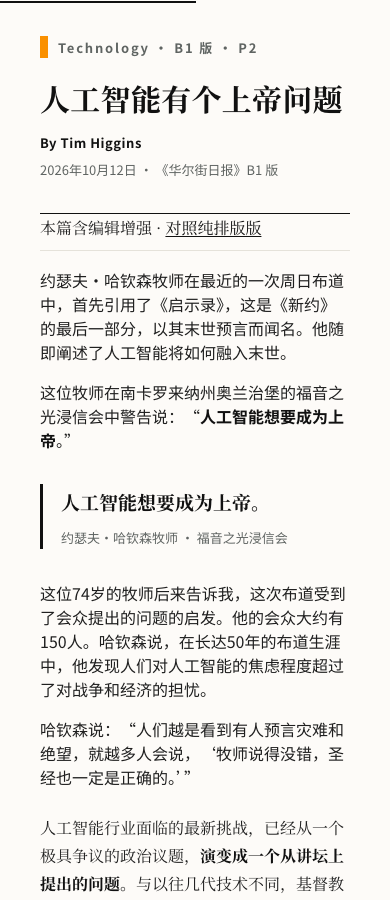 Technology • B1 版 • P2
人工智能有个上帝问题
By Tim Higgins
2026年10月12日 • 《华尔街日报》B1 版
本篇含编辑增强 · 对照纯排版版
约瑟夫·哈钦森牧师在最近的一次周日布道
中，首先引用了《启示录》，这是《新约》
的最后一部分，以其末世预言而闻名。他随
即阐述了人工智能将如何融入末世。
这位牧师在南卡罗来纳州奥兰治堡的福音之
光浸信会中警告说：“人工智能想要成为上
帝。”
人工智能想要成为上帝。
约瑟夫·哈钦森牧师 • 福音之光浸信会
这位74岁的牧师后来告诉我，这次布道受到
了会众提出的问题的启发。他的会众大约有
150人。哈钦森说，在长达50年的布道生涯
中，他发现人们对人工智能的焦虑程度超过
了对战争和经济的担忧。
哈钦森说：“人们越是看到有人预言灾难和
绝望，就越多人会说，‘牧师说得没错，圣
经也一定是正确的。’”
人工智能行业面临的最新挑战，已经从一个
极具争议的政治议题，演变成一个从讲坛上
提出的问题。与以往几代技术不同，基督教